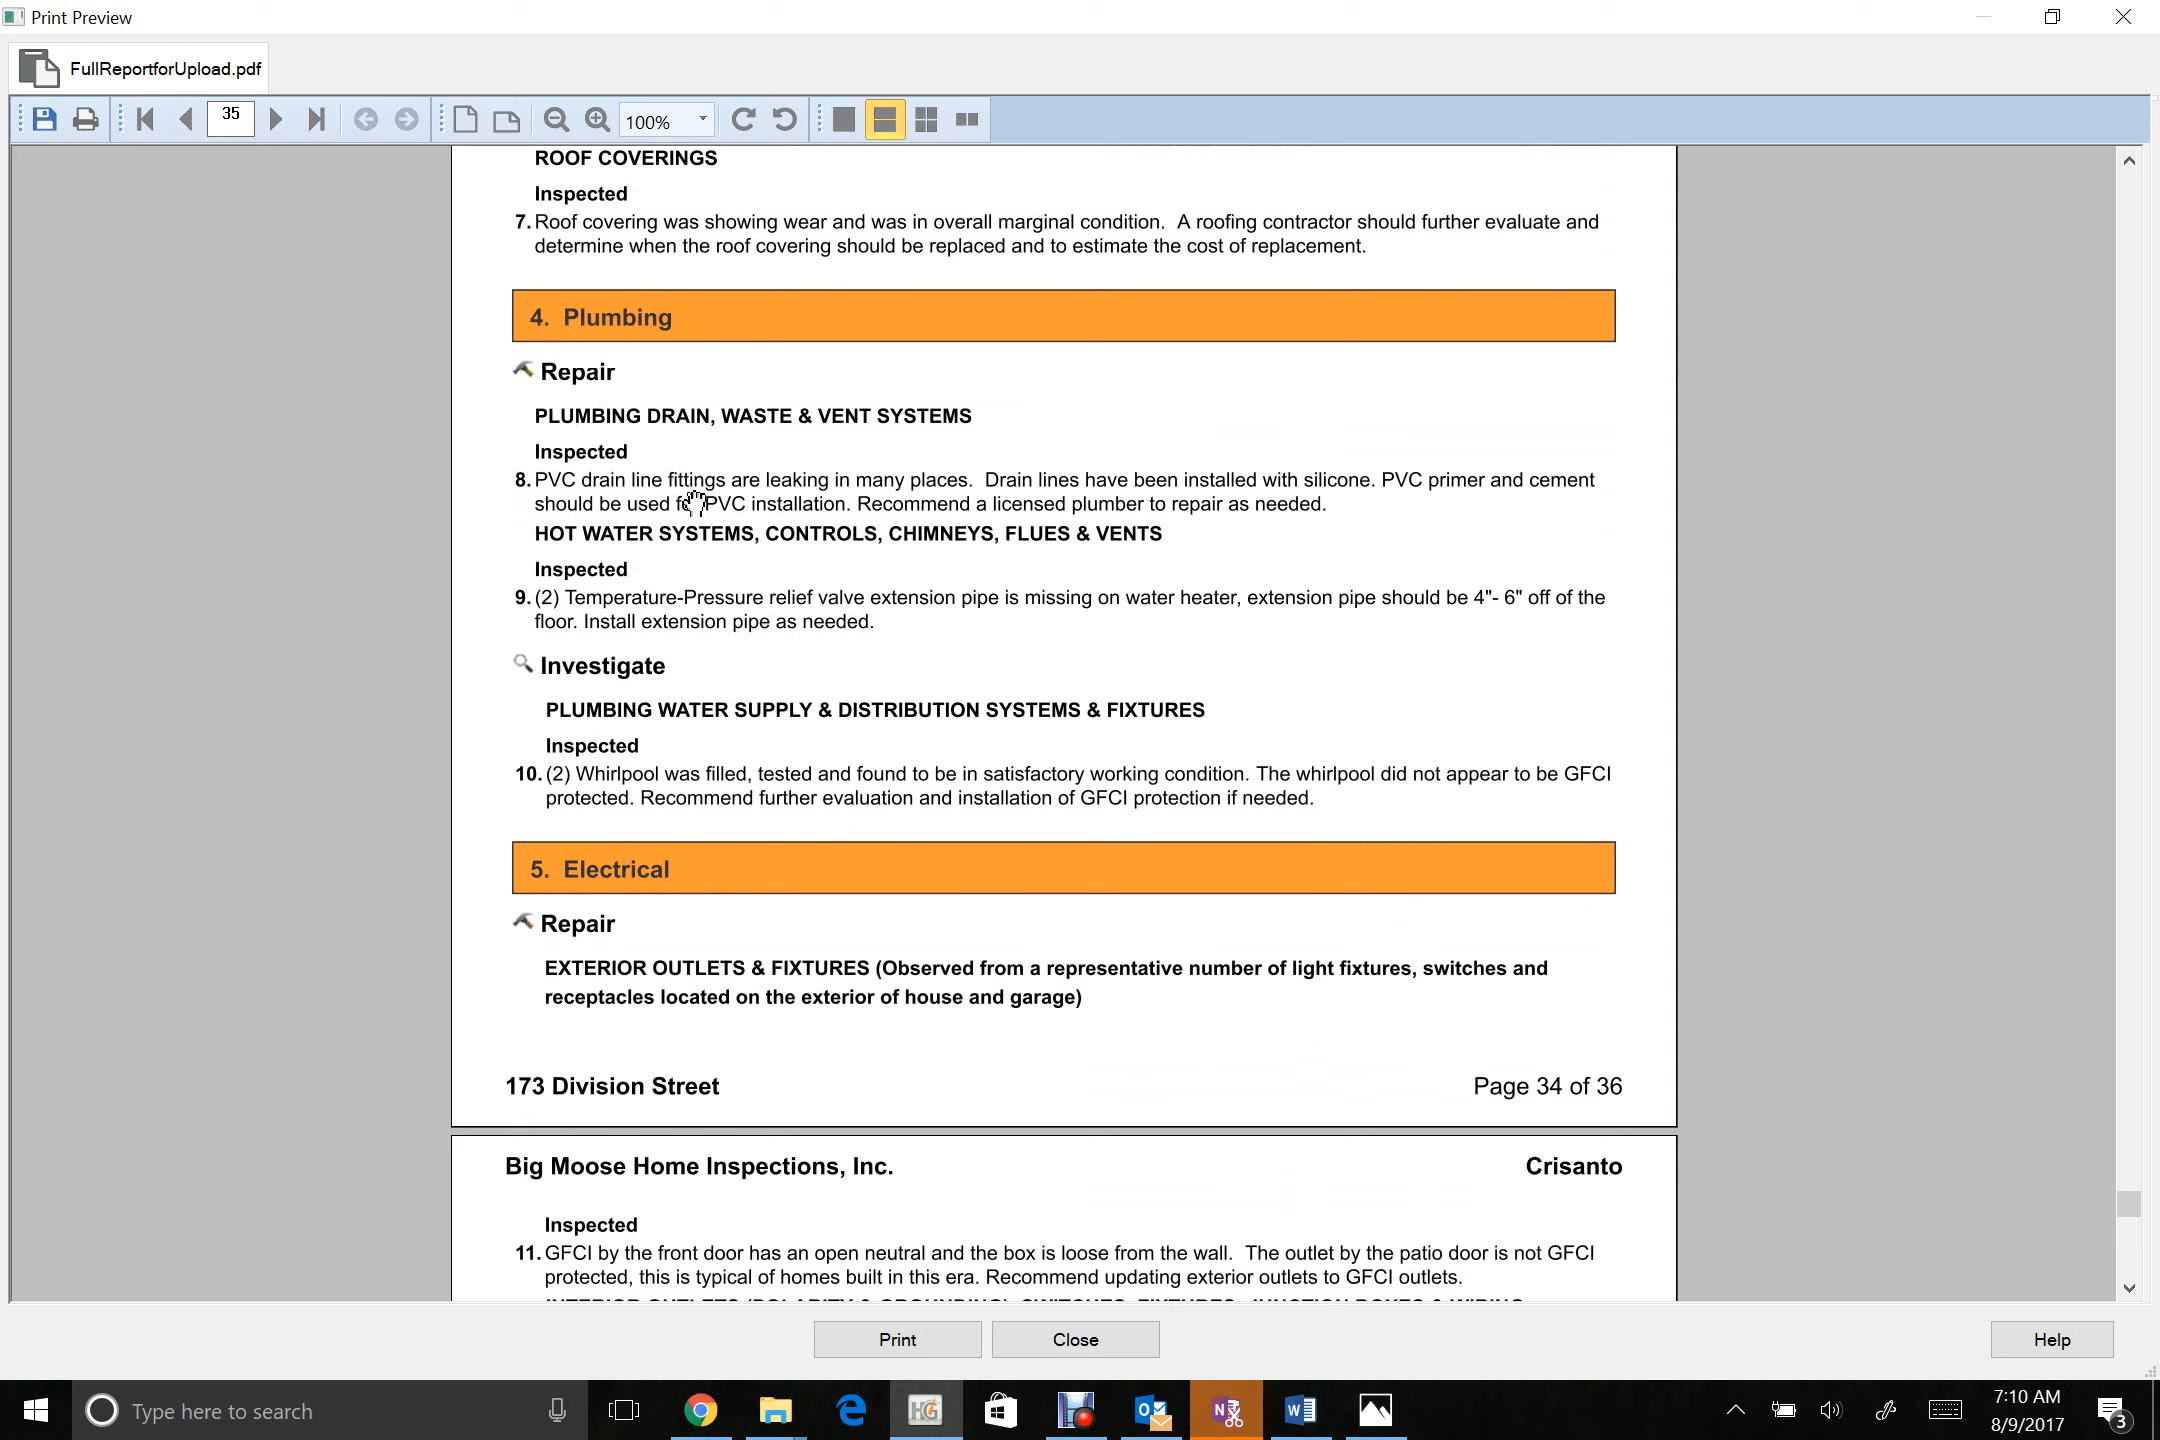 Print Preview
FullReportforUpload.pdf
35
100%
ROOF COVERINGS
Inspected
7. Roof covering was showing wear and was in overall marginal condition.  A roofing contractor should further evaluate and
determine when the roof covering should be replaced and to estimate the cost of replacement.
4.  Plumbing
Repair
PLUMBING DRAIN, WASTE & VENT SYSTEMS
Inspected
8. PVC drain line fittings are leaking in many places.  Drain lines have been installed with silicone. PVC primer and cement
should be used for PVC installation. Recommend a licensed plumber to repair as needed.
HOT WATER SYSTEMS, CONTROLS, CHIMNEYS, FLUES & VENTS
Inspected
9. (2) Temperature-Pressure relief valve extension pipe is missing on water heater, extension pipe should be 4"- 6" off of the
floor. Install extension pipe as needed.
Investigate
PLUMBING WATER SUPPLY & DISTRIBUTION SYSTEMS & FIXTURES
Inspected
10. (2) Whirlpool was filled, tested and found to be in satisfactory working condition. The whirlpool did not appear to be GFCI
protected. Recommend further evaluation and installation of GFCI protection if needed.
5.  Electrical
Repair
EXTERIOR OUTLETS & FIXTURES (Observed from a representative number of light fixtures, switches and
receptacles located on the exterior of house and garage)
173 Division Street Page 34 of 36
Big Moose Home Inspections, Inc. Crisanto
Inspected
11. GFCI by the front door has an open neutral and the box is loose from the wall.  The outlet by the patio door is not GFCI
protected, this is typical of homes built in this era. Recommend updating exterior outlets to GFCI outlets.
INTERIOR OUTLETS (POLARITY & GROUNDING), SWITCHES, FIXTURES, JUNCTION BOXES & WIRING
Print Close Help
Type here to search
7:10 AM
8/9/2017
3